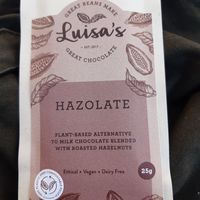 GREAT BEANS MAKE
Luisa's
EST. 2017
GREAT CHOCOLATE
HAZOLATE
PLANT-BASED ALTERNATIVE
TO MILK CHOCOLATE BLENDED
WITH ROASTED HAZELNUTS
Ethical • Vegan • Dairy Free
25g